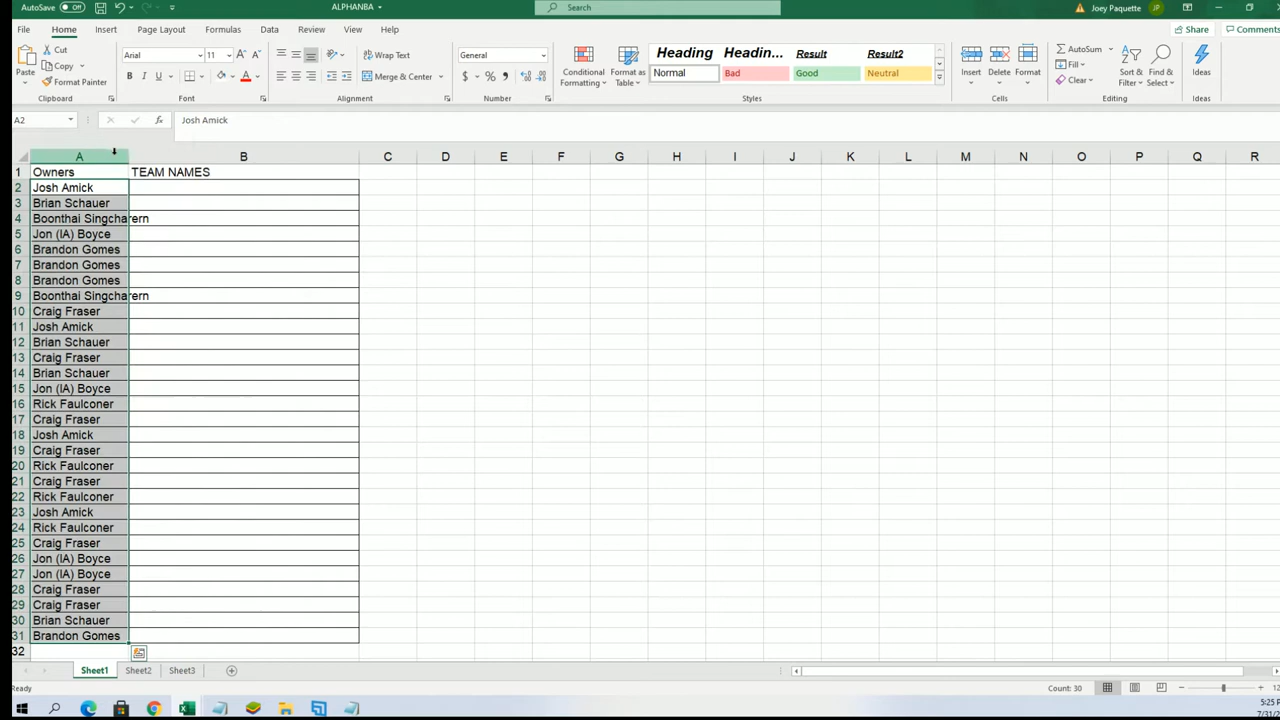 AutoSave Off ALPHANBA Search Joey Paquette JP
File Home Insert Page Layout Formulas Data Review View Help Share Comments
Paste Cut Copy Format Painter Clipboard
Arial 11 A A B I U A Font
Wrap Text Merge & Center Alignment
General $ % 9 Number
Conditional Formatting Format as Table
Heading Headin... Result Result2
Normal Bad Good Neutral
Styles
Insert Delete Format Cells
AutoSum Fill Clear Sort & Filter Find & Select Editing
Ideas Ideas
A2 fx Josh Amick
A B C D E F G H I J K L M N O P Q R
1 Owners TEAM NAMES
2 Josh Amick
3 Brian Schauer
4 Boonthai Singcharern
5 Jon (IA) Boyce
6 Brandon Gomes
7 Brandon Gomes
8 Brandon Gomes
9 Boonthai Singcharern
10 Craig Fraser
11 Josh Amick
12 Brian Schauer
13 Craig Fraser
14 Brian Schauer
15 Jon (IA) Boyce
16 Rick Faulconer
17 Craig Fraser
18 Josh Amick
19 Craig Fraser
20 Rick Faulconer
21 Craig Fraser
22 Rick Faulconer
23 Josh Amick
24 Rick Faulconer
25 Craig Fraser
26 Jon (IA) Boyce
27 Jon (IA) Boyce
28 Craig Fraser
29 Craig Fraser
30 Brian Schauer
31 Brandon Gomes
32
Sheet1 Sheet2 Sheet3
Ready Count: 30
5:25
7/31/